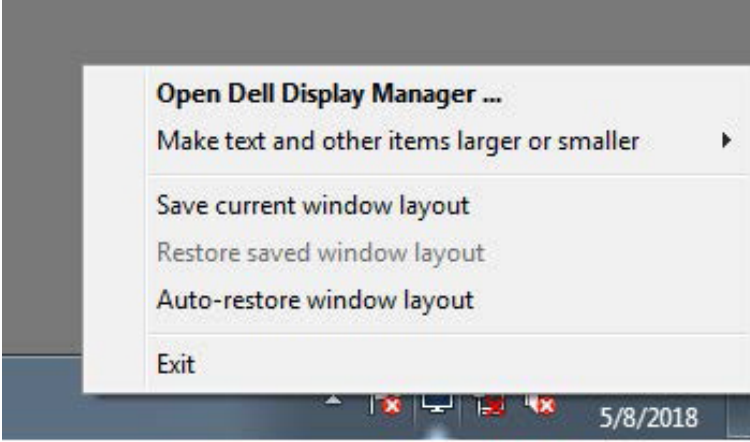 Open Dell Display Manager ...
Make text and other items larger or smaller
Save current window layout
Restore saved window layout
Auto-restore window layout
Exit
5/8/2018